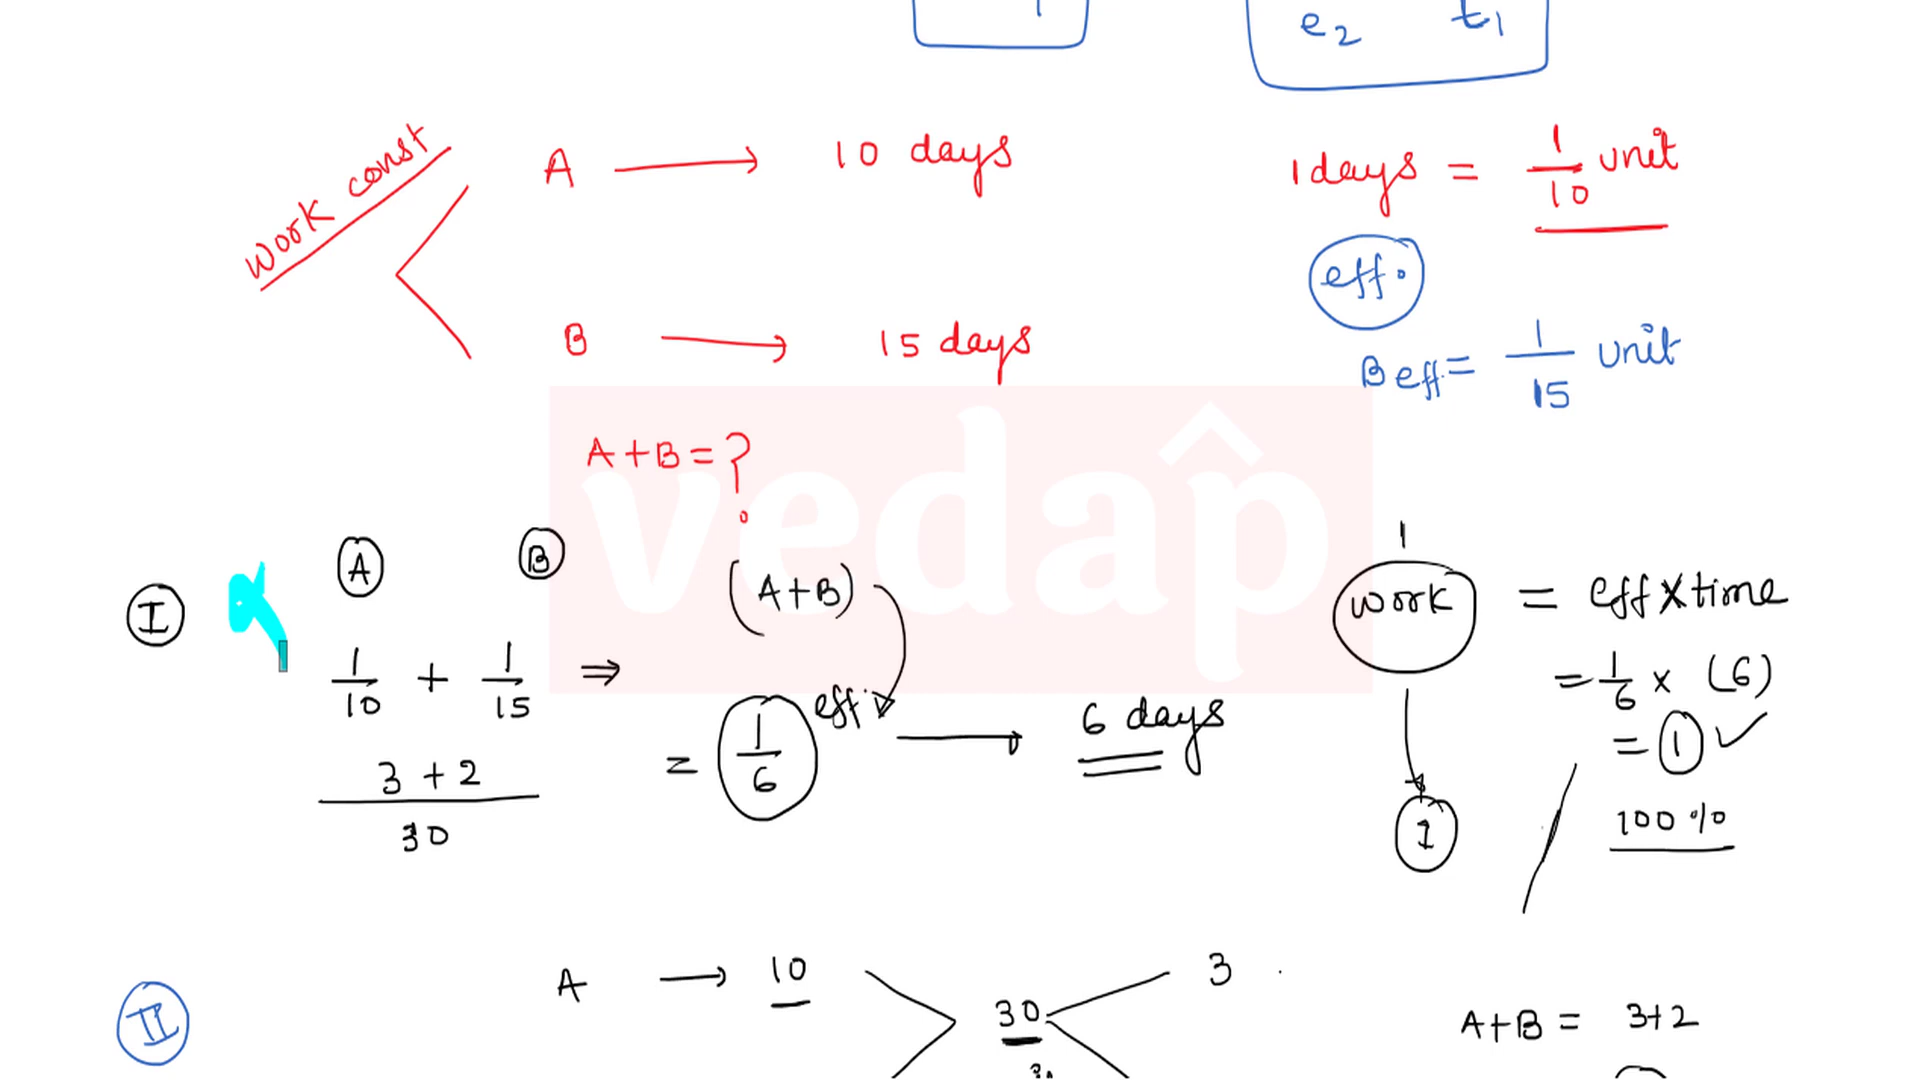 e2 t1
work const
A → 10 days
1 days = 1/10 unit
eff.
B → 15 days
B eff = 1/15 unit
A+B = ?
vedap
I
A B
1/10 + 1/15 ⇒
3 + 2 / 30
(A+B)
= 1/6 eff. → 6 days
1
work = eff X time
= 1/6 x (6)
= 1 ✓
1
100 %
II
A → 10
30
3
A+B = 3+2